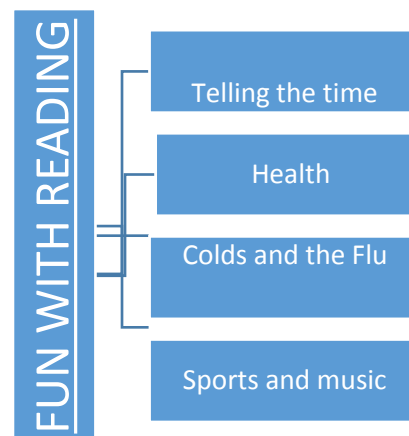 FUN WITH READING
Telling the time
Health
Colds and the Flu
Sports and music